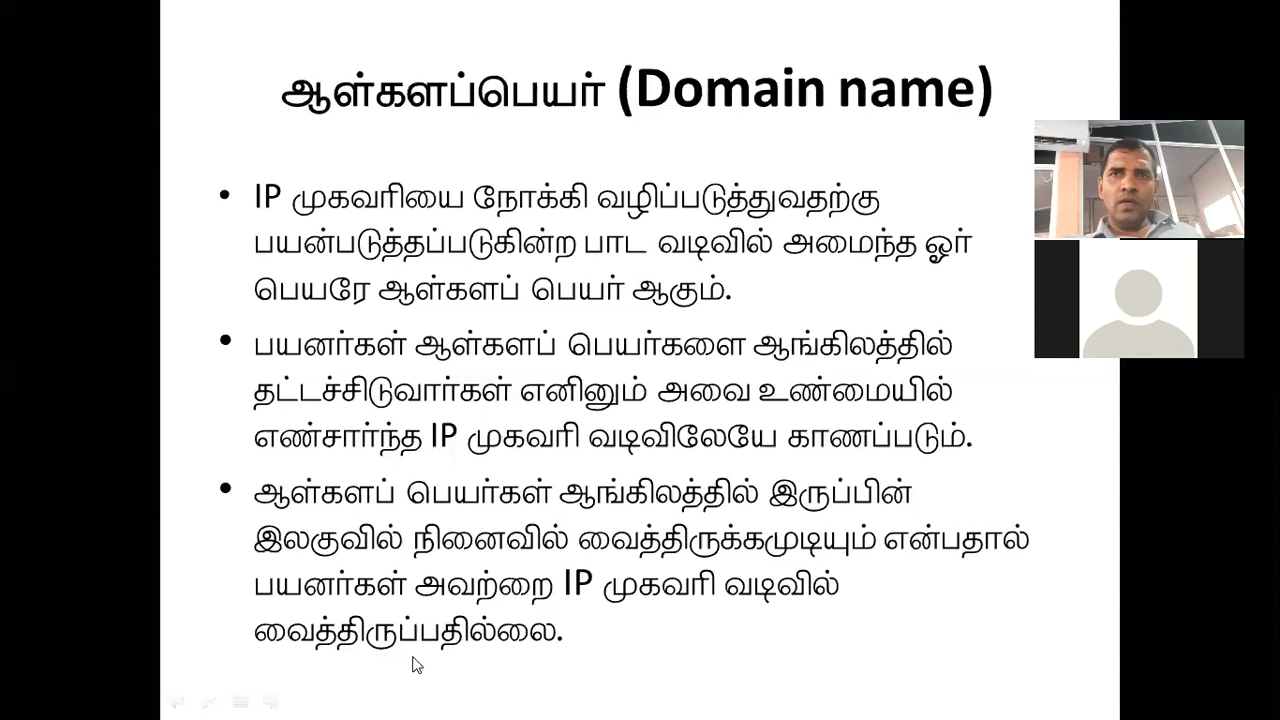 ஆள்களப்பெயர் (Domain name)
• IP முகவரியை நோக்கி வழிப்படுத்துவதற்கு
பயன்படுத்தப்படுகின்ற பாட வடிவில் அமைந்த ஓர்
பெயரே ஆள்களப் பெயர் ஆகும்.
• பயனர்கள் ஆள்களப் பெயர்களை ஆங்கிலத்தில்
தட்டச்சிடுவார்கள் எனினும் அவை உண்மையில்
எண்சார்ந்த IP முகவரி வடிவிலேயே காணப்படும்.
• ஆள்களப் பெயர்கள் ஆங்கிலத்தில் இருப்பின்
இலகுவில் நினைவில் வைத்திருக்கமுடியும் என்பதால்
பயனர்கள் அவற்றை IP முகவரி வடிவில்
வைத்திருப்பதில்லை.